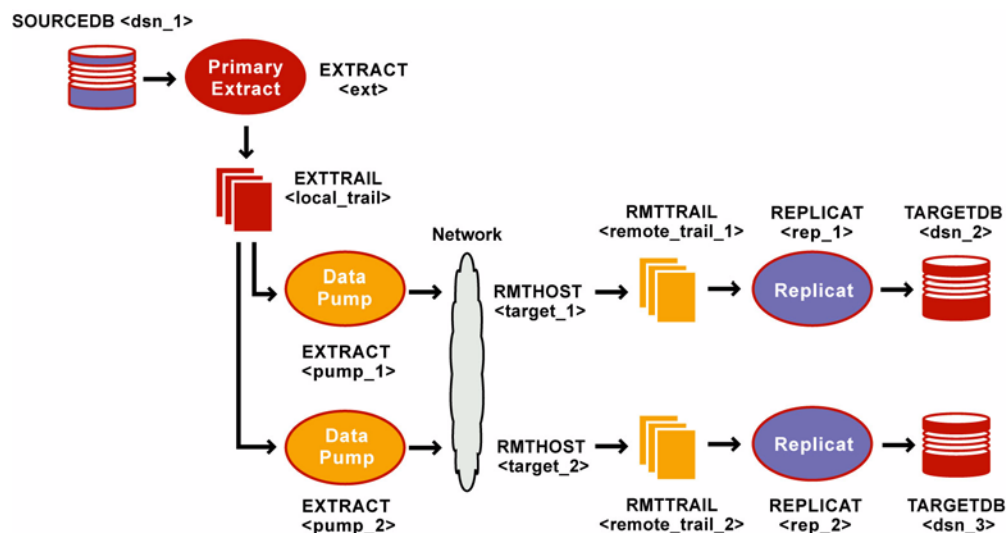 SOURCEDB <dsn_1>
Primary
Extract
EXTRACT
<ext>
EXTTRAIL
<local_trail>
Network
RMTTRAIL
<remote_trail_1>
REPLICAT
<rep_1>
TARGETDB
<dsn_2>
Data
Pump
RMTHOST
<target_1>
Replicat
EXTRACT
<pump_1>
Data
Pump
RMTHOST
<target_2>
Replicat
EXTRACT
<pump_2>
RMTTRAIL
<remote_trail_2>
REPLICAT
<rep_2>
TARGETDB
<dsn_3>